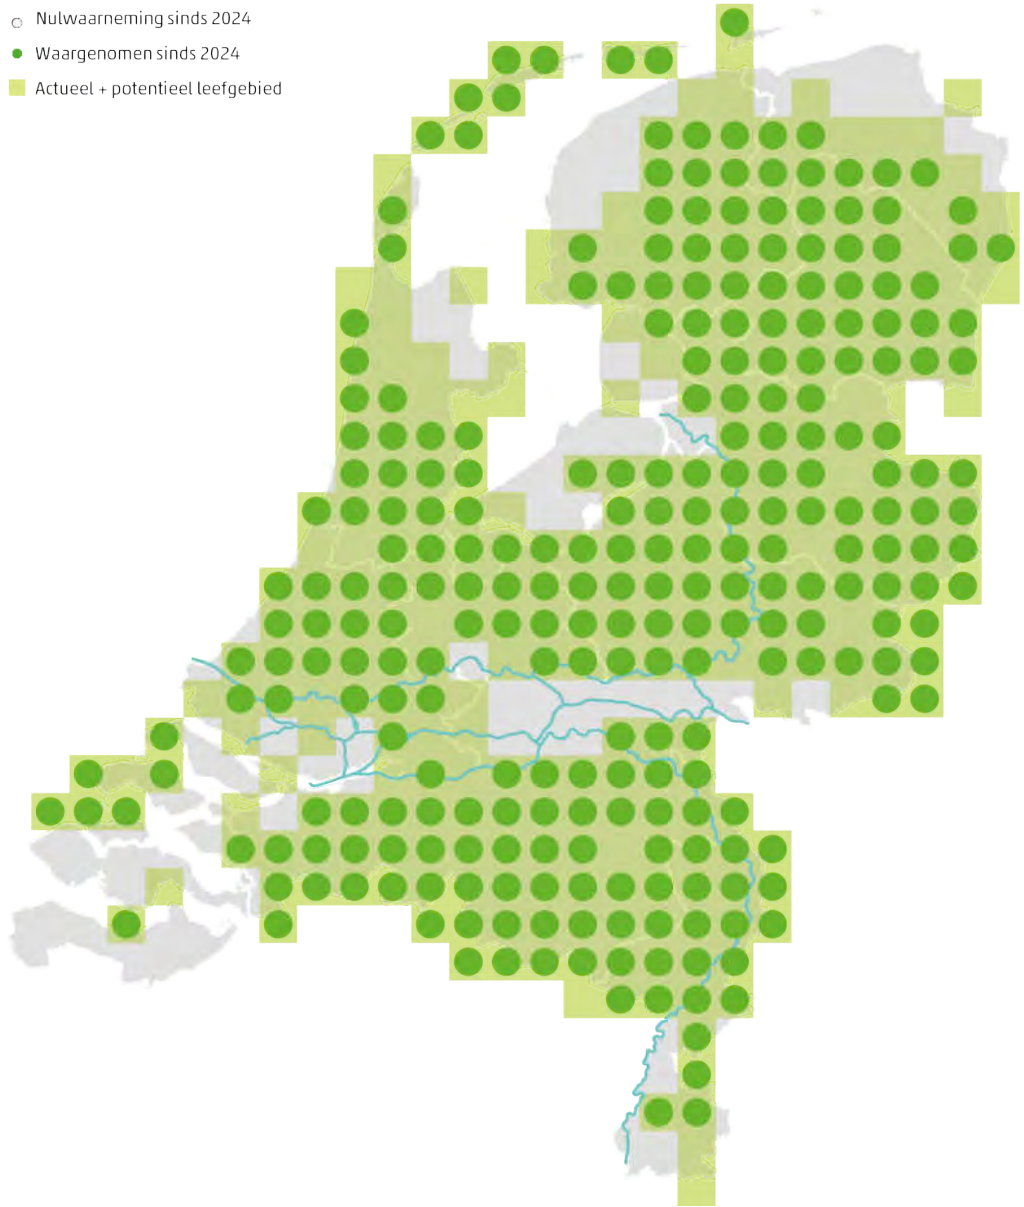 Nulwaarneming sinds 2024
Waargenomen sinds 2024
Actueel + potentieel leefgebied